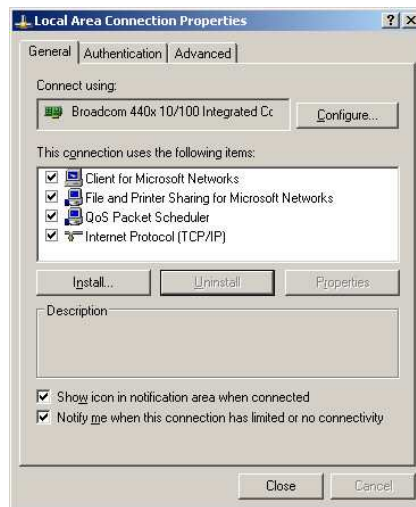 Local Area Connection Properties
General Authentication Advanced
Connect using:
Broadcom 440x 10/100 Integrated Cc
Configure...
This connection uses the following items:
Client for Microsoft Networks
File and Printer Sharing for Microsoft Networks
QoS Packet Scheduler
Internet Protocol (TCP/IP)
Install... Uninstall Properties
Description
Show icon in notification area when connected
Notify me when this connection has limited or no connectivity
Close Cancel